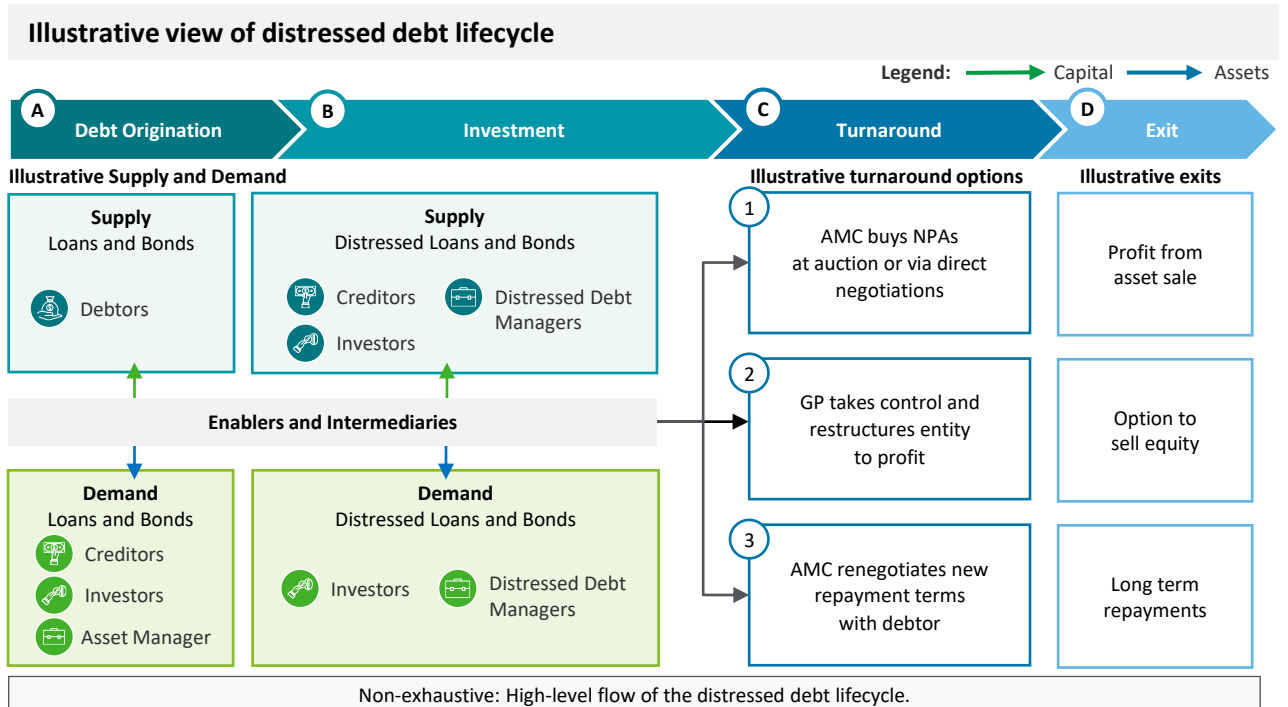 Illustrative view of distressed debt lifecycle
Legend: Capital Assets
A
Debt Origination
B
Investment
C
Turnaround
D
Exit
Illustrative Supply and Demand
Supply
Loans and Bonds
Debtors
Supply
Distressed Loans and Bonds
Creditors
Investors
Distressed Debt
Managers
Enablers and Intermediaries
Demand
Loans and Bonds
Creditors
Investors
Asset Manager
Demand
Distressed Loans and Bonds
Investors
Distressed Debt
Managers
Illustrative turnaround options
1
AMC buys NPAs
at auction or via direct
negotiations
2
GP takes control and
restructures entity
to profit
3
AMC renegotiates new
repayment terms
with debtor
Illustrative exits
Profit from
asset sale
Option to
sell equity
Long term
repayments
Non-exhaustive: High-level flow of the distressed debt lifecycle.